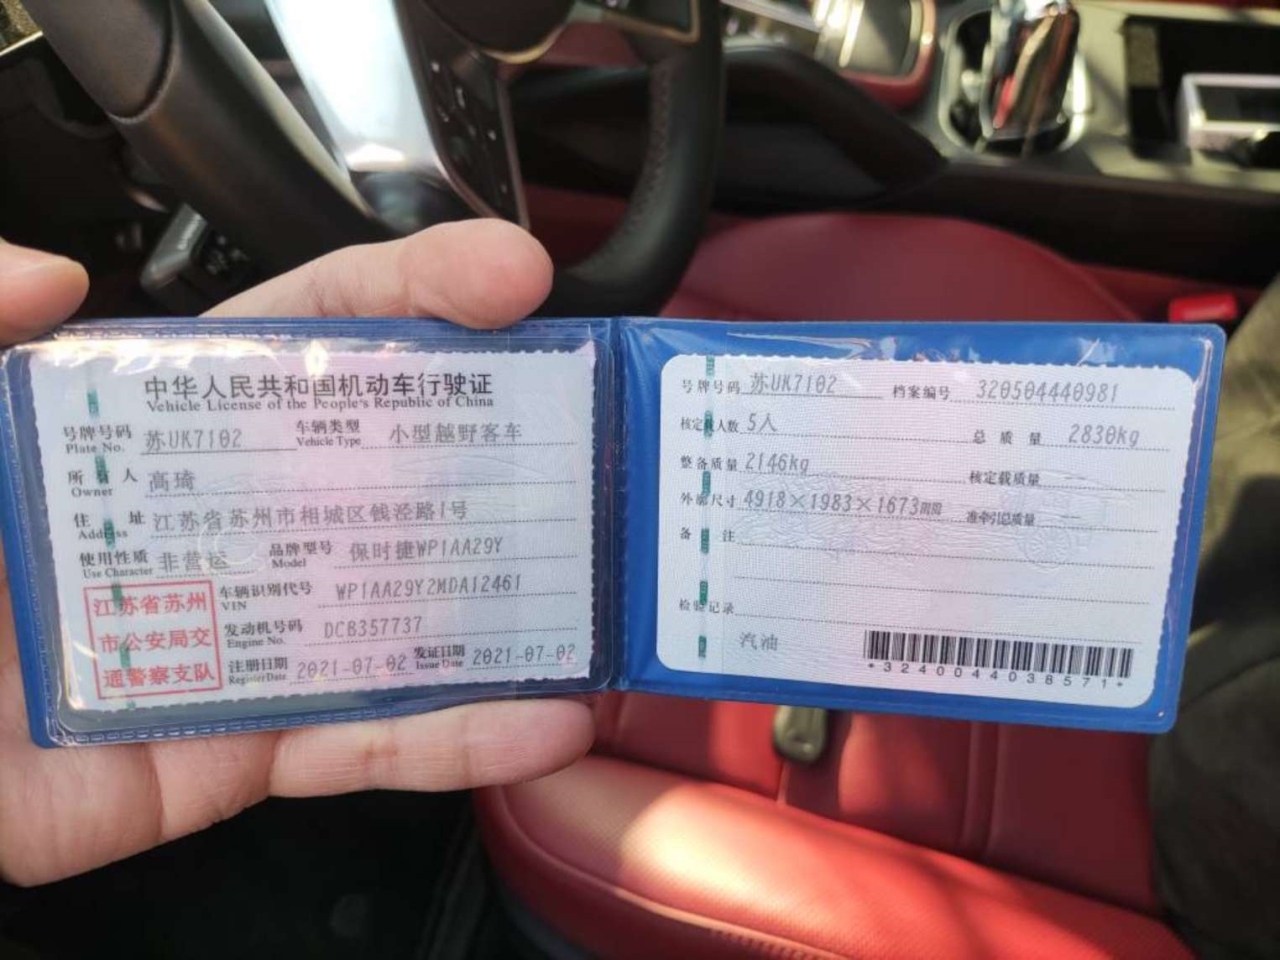 中华人民共和国机动车行驶证
Vehicle License of the People's Republic of China
号牌号码 苏UK7102 车辆类型 小型越野客车
Plate No. Vehicle Type
所有人 高琦
Owner
住址 江苏省苏州市相城区钱泾路1号
Address
使用性质 非营运 品牌型号 保时捷WP1AA29Y
Use Character Model
江苏省苏州
市公安局交
通警察支队
车辆识别代号 WP1AA29Y2MDA12461
VIN
发动机号码 DCB357737
Engine No.
注册日期 2021-07-02 发证日期 2021-07-02
Register Date Issue Date
号牌号码 苏UK7102 档案编号 320504440981
核定载人数 5人 总质量 2830kg
整备质量 2146kg 核定载质量 --
外廓尺寸 4918×1983×1673mm 准牵引总质量 --
备注
检验记录
汽油
*3240044038571*